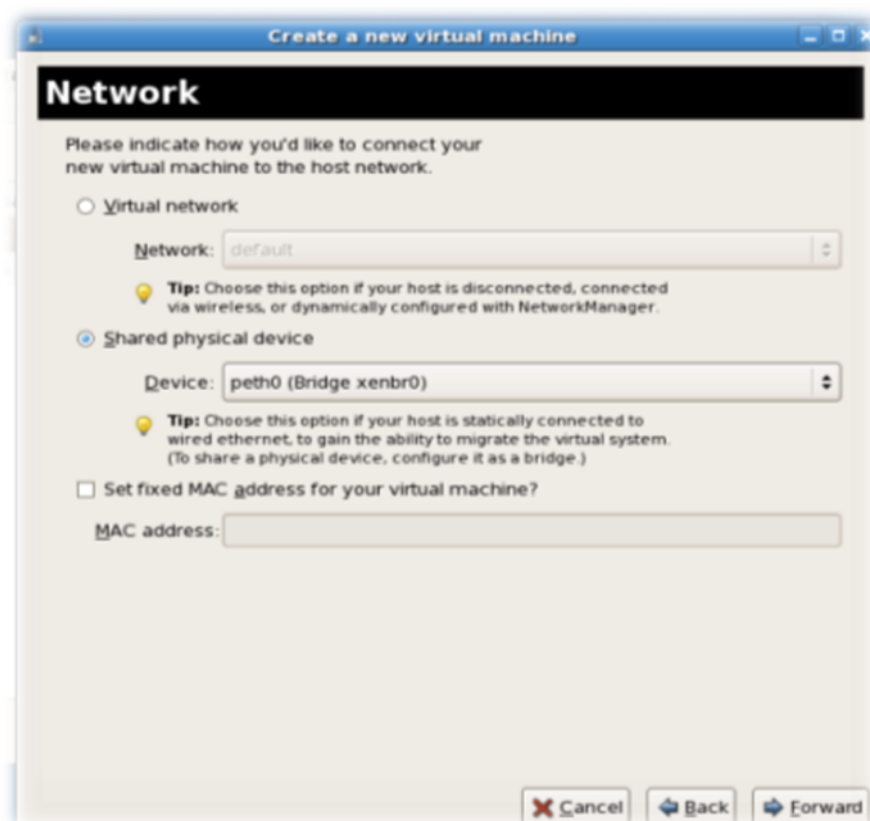 Create a new virtual machine
Network
Please indicate how you'd like to connect your
new virtual machine to the host network.
Virtual network
Network: default
Tip: Choose this option if your host is disconnected, connected
via wireless, or dynamically configured with NetworkManager.
Shared physical device
Device: peth0 (Bridge xenbr0)
Tip: Choose this option if your host is statically connected to
wired ethernet, to gain the ability to migrate the virtual system.
(To share a physical device, configure it as a bridge.)
Set fixed MAC address for your virtual machine?
MAC address:
Cancel Back Forward